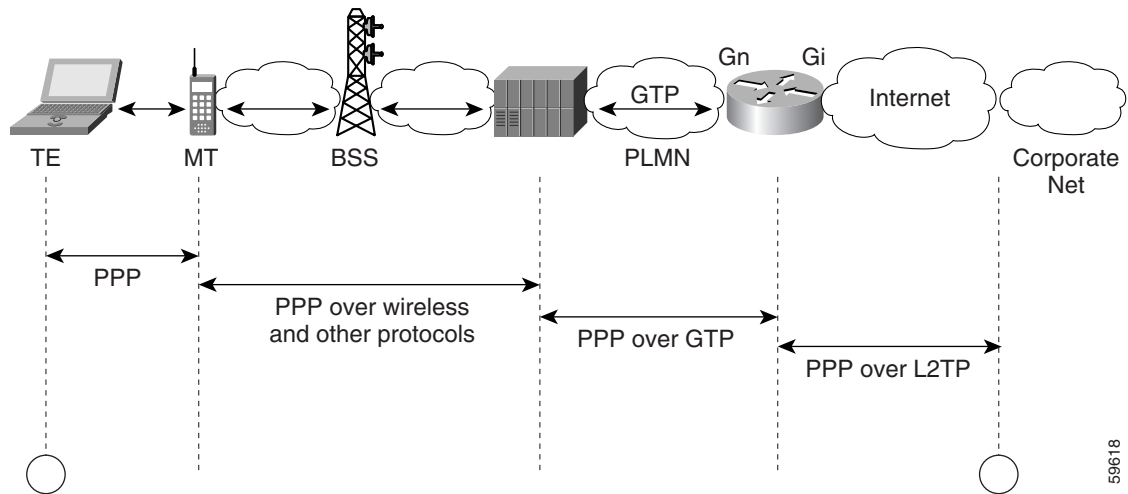 Gn Gi
GTP
Internet
TE
MT
BSS
PLMN
Corporate
Net
PPP
PPP over wireless
and other protocols
PPP over GTP
PPP over L2TP
59618